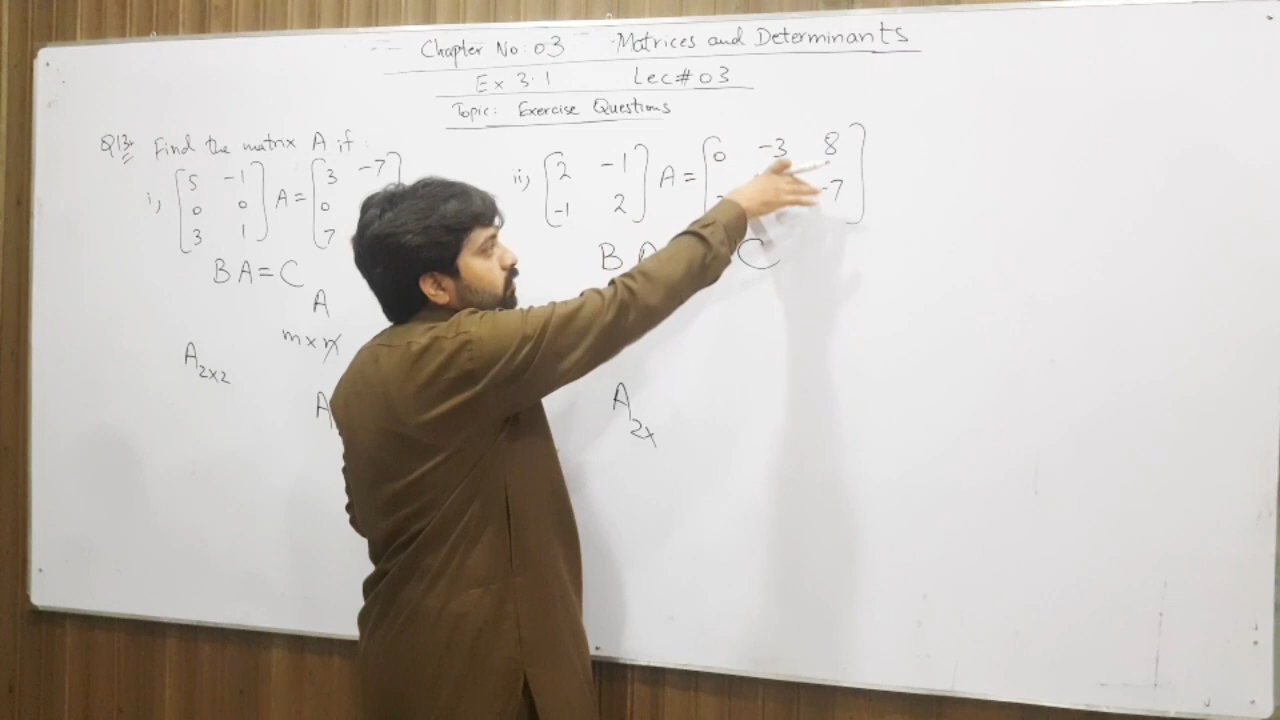 Chapter No: 03 Matrices and Determinants
Ex 3.1 Lec# 03
Topic: Exercise Questions
Q13: Find the matrix A if:
i, [5 -1 A = [3 -7]
0 0 0
3 1] 7
BA = C
A
m×n
A 2×2
A
ii, [2 -1 A = [0 -3 8
-1 2] -7]
B C
A 2×